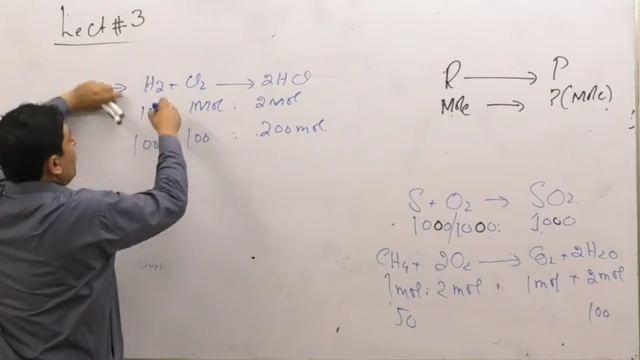 Lect #3
→ H2 + Cl2 → 2HCl
1 mol : 2mol
100 100 : 200mol
R → P
Mole → ?(Mole)
S + O2 → SO2
1000/1000: 1000
CH4 + 2O2 → CO2 + 2H2O
1mol : 2mol : 1mol + 2mol
50 100